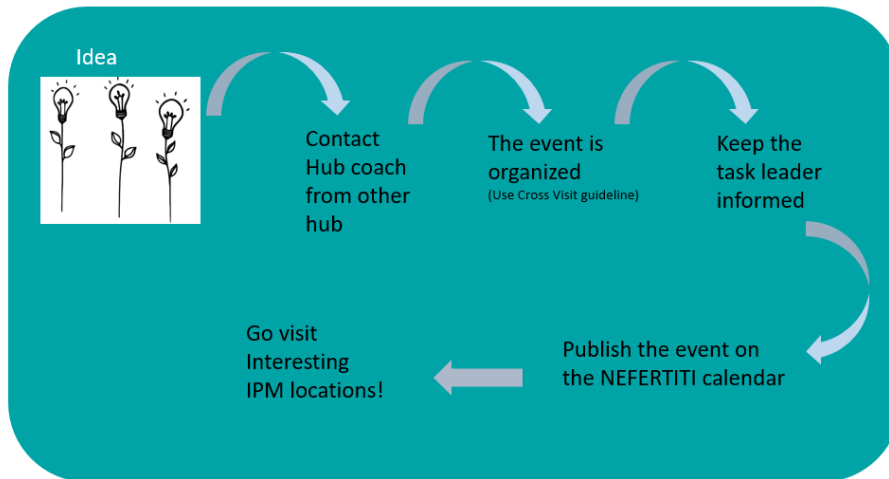 Idea
Contact
Hub coach
from other
hub
The event is
organized
(Use Cross Visit guideline)
Keep the
task leader
informed
Publish the event on
the NEFERTITI calendar
Go visit
Interesting
IPM locations!